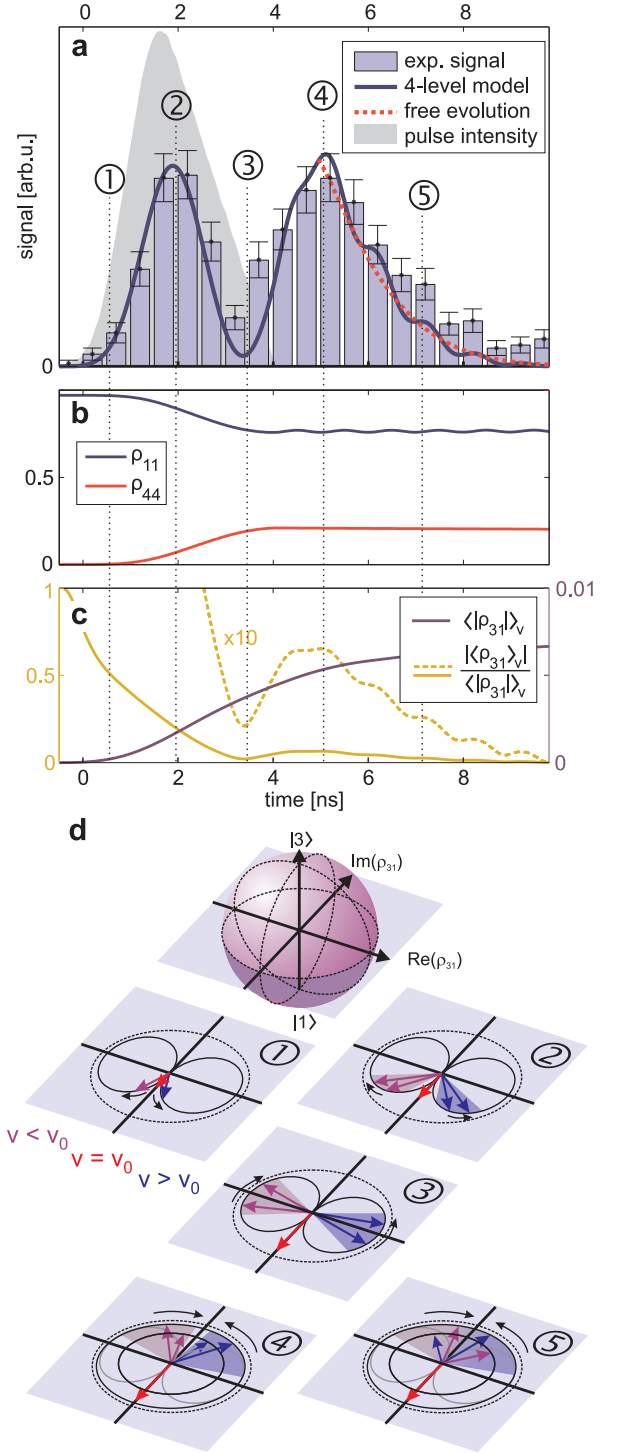 0 2 4 6 8
a
exp. signal
4-level model
free evolution
pulse intensity
① ② ③ ④ ⑤
signal [arb.u.]
0
b
0.5
0
ρ11
ρ44
1
0.5
0
c
x10
0.01
0
⟨|ρ31|⟩v
|⟨ρ31⟩v|
⟨|ρ31|⟩v
0 2 4 6 8
time [ns]
d
|3⟩
Im(ρ31)
Re(ρ31)
|1⟩
①
②
v < v0
v = v0
v > v0
③
④
⑤